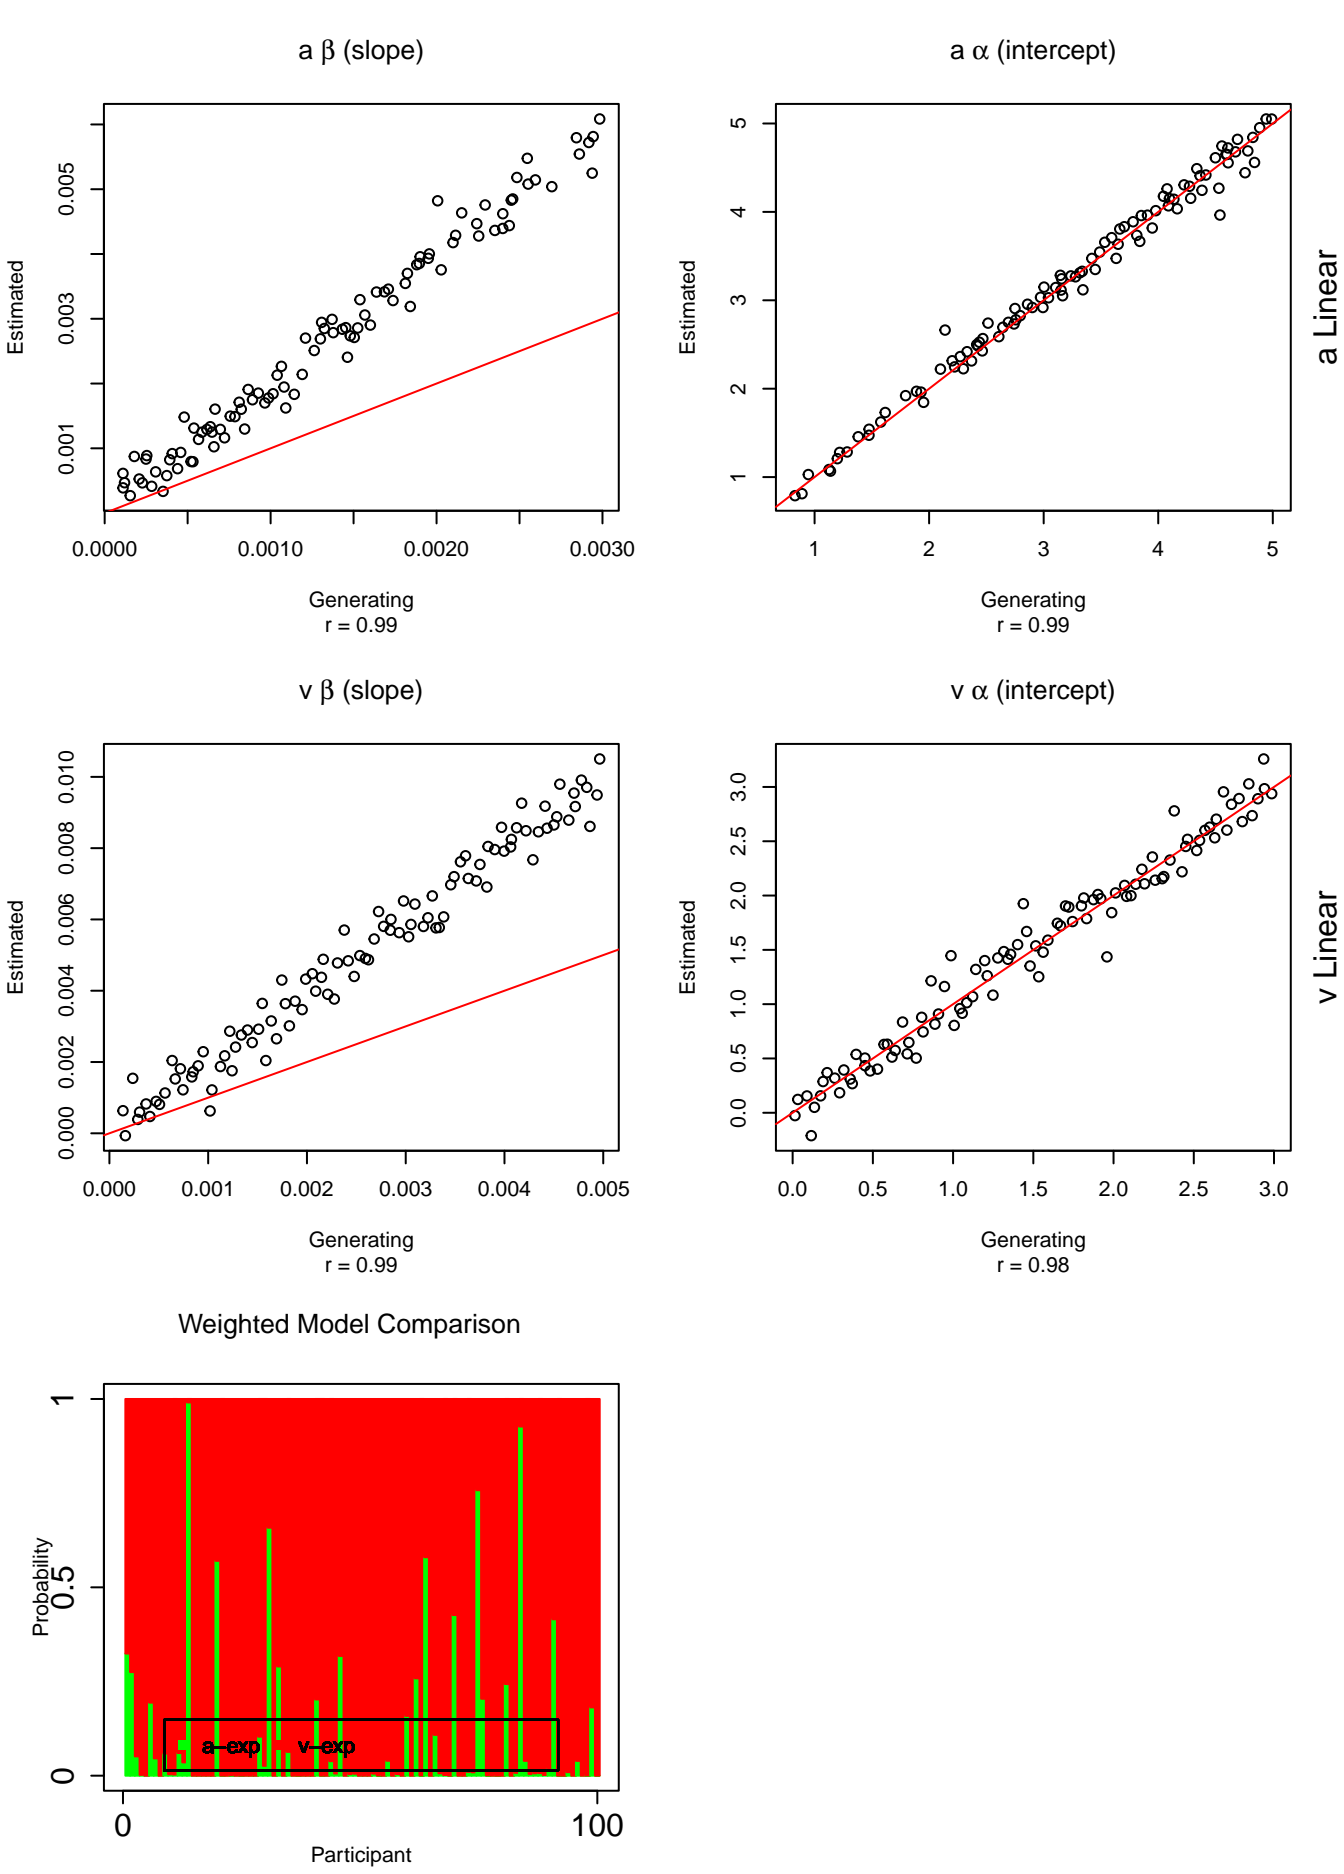 a β (slope)
a α (intercept)
Estimated
0.001
0.003
0.005
0.0000
0.0010
0.0020
0.0030
Generating
r = 0.99
Estimated
1
2
3
4
5
1
2
3
4
5
Generating
r = 0.99
a Linear
v β (slope)
v α (intercept)
Estimated
0.000
0.002
0.004
0.006
0.008
0.010
0.000
0.001
0.002
0.003
0.004
0.005
Generating
r = 0.99
Estimated
0.0
0.5
1.0
1.5
2.0
2.5
3.0
0.0
0.5
1.0
1.5
2.0
2.5
3.0
Generating
r = 0.98
v Linear
Weighted Model Comparison
Probability
0
0.5
1
a−exp
v−exp
0
100
Participant